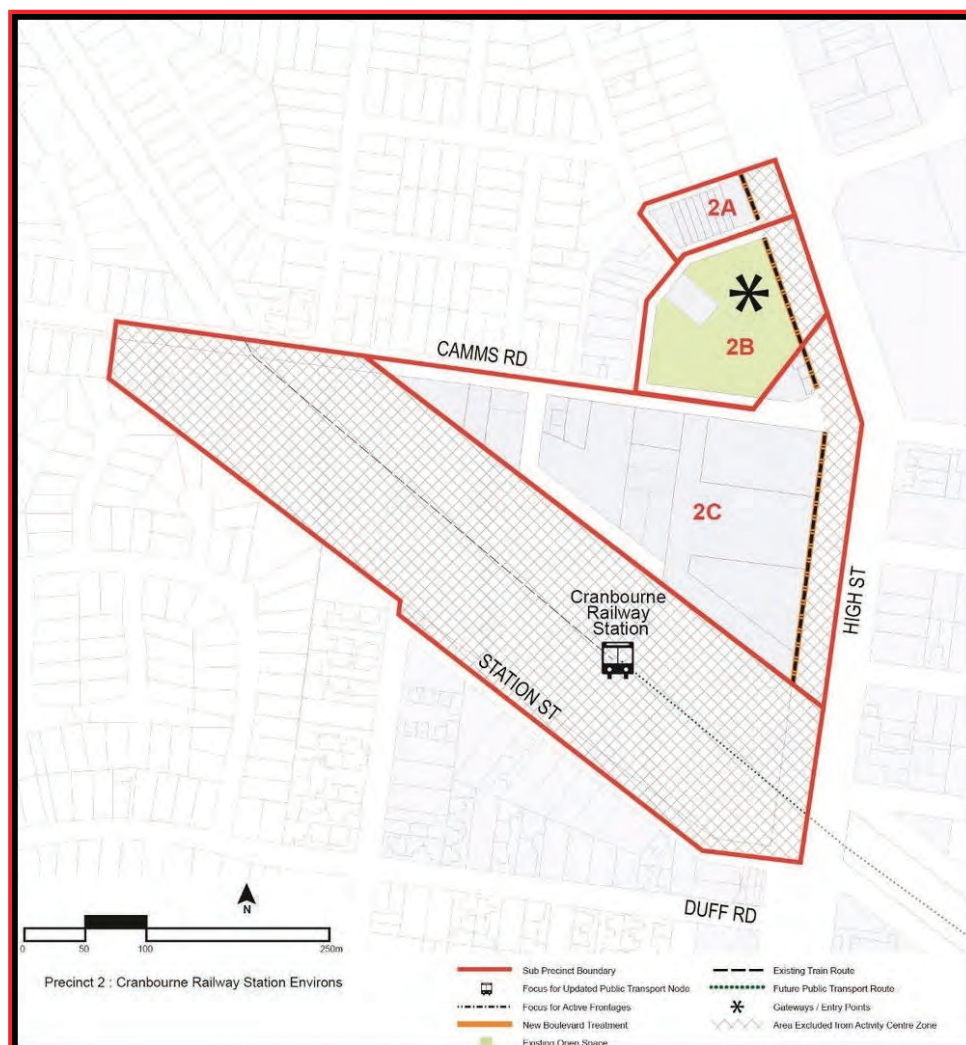 2A
2B
CAMMS RD
2C
Cranbourne
Railway
Station
HIGH ST
STATION ST
DUFF RD
N
0 50 100 250m
Precinct 2 : Cranbourne Railway Station Environs
Sub Precinct Boundary
Focus for Updated Public Transport Node
Focus for Active Frontages
New Boulevard Treatment
Existing Open Space
Existing Train Route
Future Public Transport Route
Gateways / Entry Points
Area Excluded from Activity Centre Zone